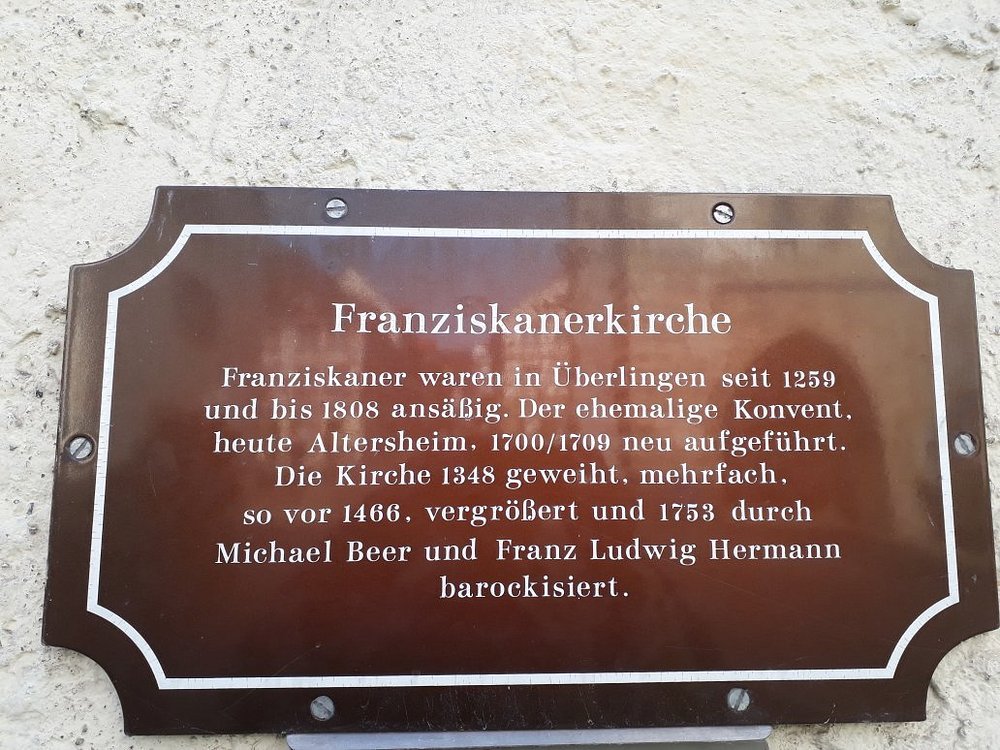 Franziskanerkirche
Franziskaner waren in Überlingen seit 1259
und bis 1808 ansäßig. Der ehemalige Konvent,
heute Altersheim, 1700/1709 neu aufgeführt.
Die Kirche 1348 geweiht, mehrfach,
so vor 1466, vergrößert und 1753 durch
Michael Beer und Franz Ludwig Hermann
barockisiert.